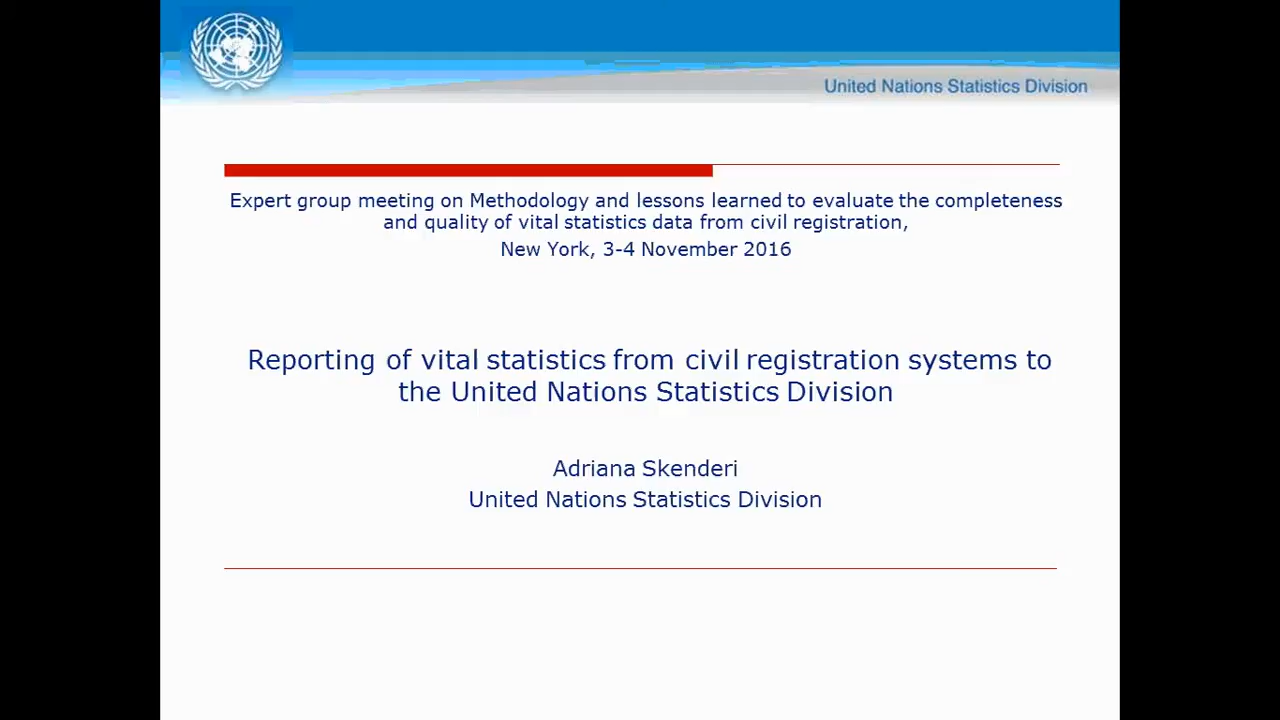 United Nations Statistics Division
Expert group meeting on Methodology and lessons learned to evaluate the completeness
and quality of vital statistics data from civil registration,
New York, 3-4 November 2016
Reporting of vital statistics from civil registration systems to
the United Nations Statistics Division
Adriana Skenderi
United Nations Statistics Division